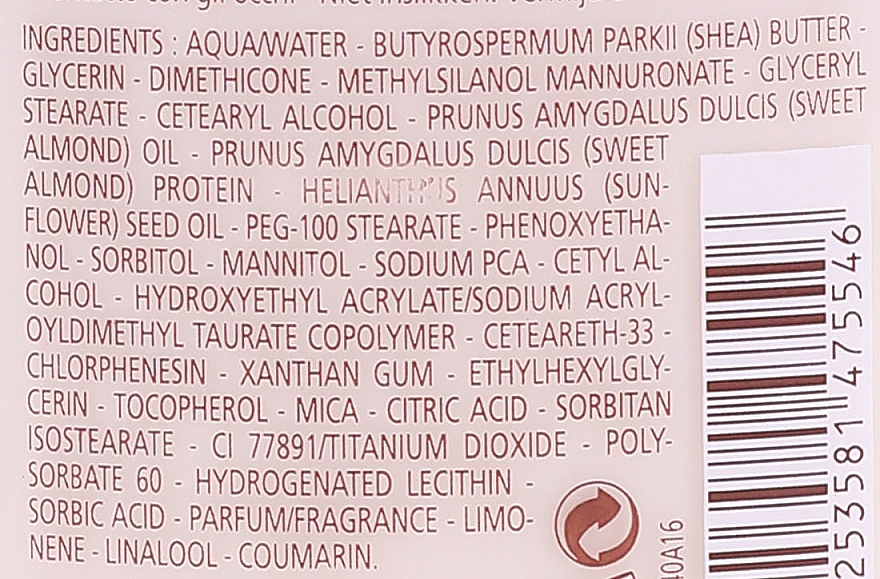 INGREDIENTS : AQUA/WATER - BUTYROSPERMUM PARKII (SHEA) BUTTER -
GLYCERIN - DIMETHICONE - METHYLSILANOL MANNURONATE - GLYCERYL
STEARATE - CETEARYL ALCOHOL - PRUNUS AMYGDALUS DULCIS (SWEET
ALMOND) OIL - PRUNUS AMYGDALUS DULCIS (SWEET
ALMOND) PROTEIN - HELIANTHUS ANNUUS (SUN-
FLOWER) SEED OIL - PEG-100 STEARATE - PHENOXYETHA-
NOL - SORBITOL - MANNITOL - SODIUM PCA - CETYL AL-
COHOL - HYDROXYETHYL ACRYLATE/SODIUM ACRYL-
OYLDIMETHYL TAURATE COPOLYMER - CETEARETH-33 -
CHLORPHENESIN - XANTHAN GUM - ETHYLHEXYLGLY-
CERIN - TOCOPHEROL - MICA - CITRIC ACID - SORBITAN
ISOSTEARATE - CI 77891/TITANIUM DIOXIDE - POLY-
SORBATE 60 - HYDROGENATED LECITHIN -
SORBIC ACID - PARFUM/FRAGRANCE - LIMO-
NENE - LINALOOL - COUMARIN.
40A16
253581 475546